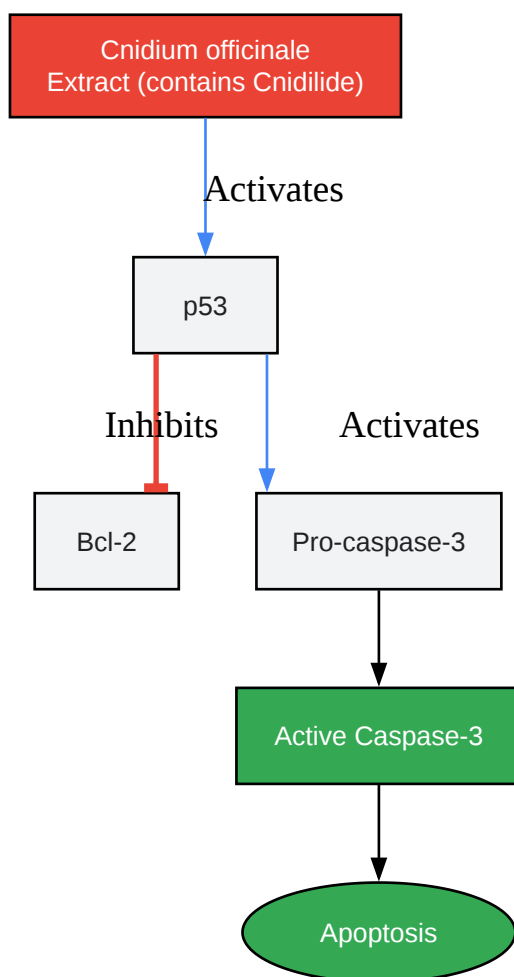 Cnidium officinale
Extract (contains Cnidilide)
Activates
p53
Inhibits
Activates
Bcl-2
Pro-caspase-3
Active Caspase-3
Apoptosis